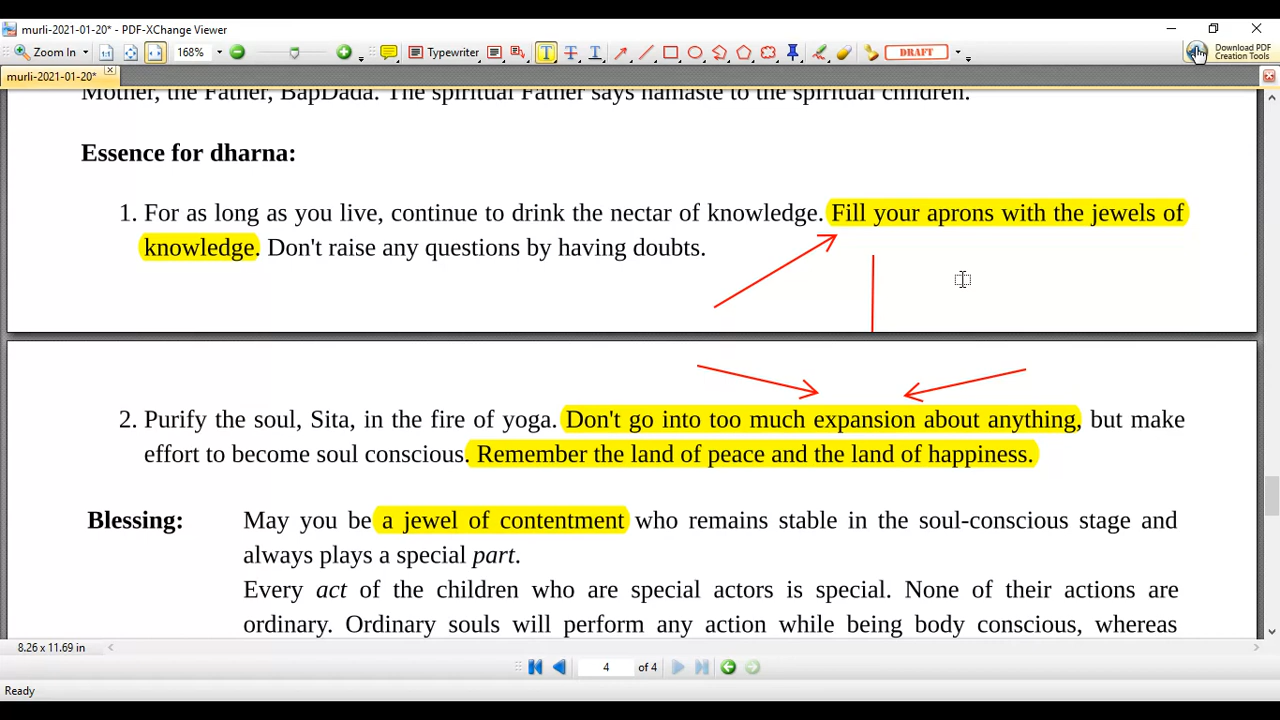 murli-2021-01-20* - PDF-XChange Viewer
Zoom In
168%
Typewriter
DRAFT
Download PDF
Creation Tools
murli-2021-01-20*
Mother, the Father, BapDada. The spiritual Father says namaste to the spiritual children.
Essence for dharna:
1. For as long as you live, continue to drink the nectar of knowledge. Fill your aprons with the jewels of
knowledge. Don't raise any questions by having doubts.
2. Purify the soul, Sita, in the fire of yoga. Don't go into too much expansion about anything, but make
effort to become soul conscious. Remember the land of peace and the land of happiness.
Blessing: May you be a jewel of contentment who remains stable in the soul-conscious stage and
always plays a special part.
Every act of the children who are special actors is special. None of their actions are
ordinary. Ordinary souls will perform any action while being body conscious, whereas
8.26 x 11.69 in
4 of 4
Ready